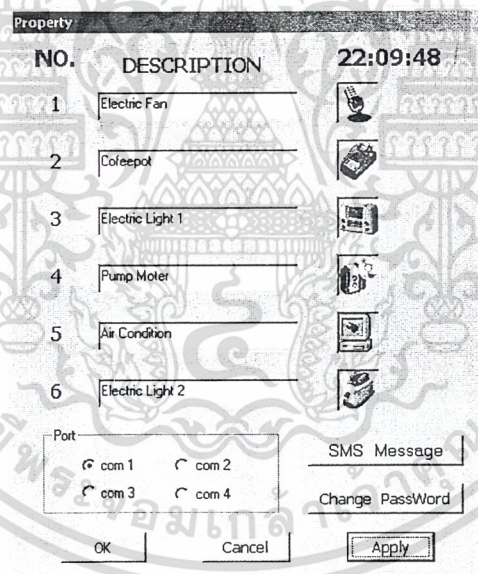 Property
NO. DESCRIPTION 22:09:48
1 Electric Fan
2 Cofeepot
3 Electric Light 1
4 Pump Moter
5 Air Condition
6 Electric Light 2
Port
com 1 com 2
com 3 com 4
SMS Message
Change PassWord
OK Cancel Apply